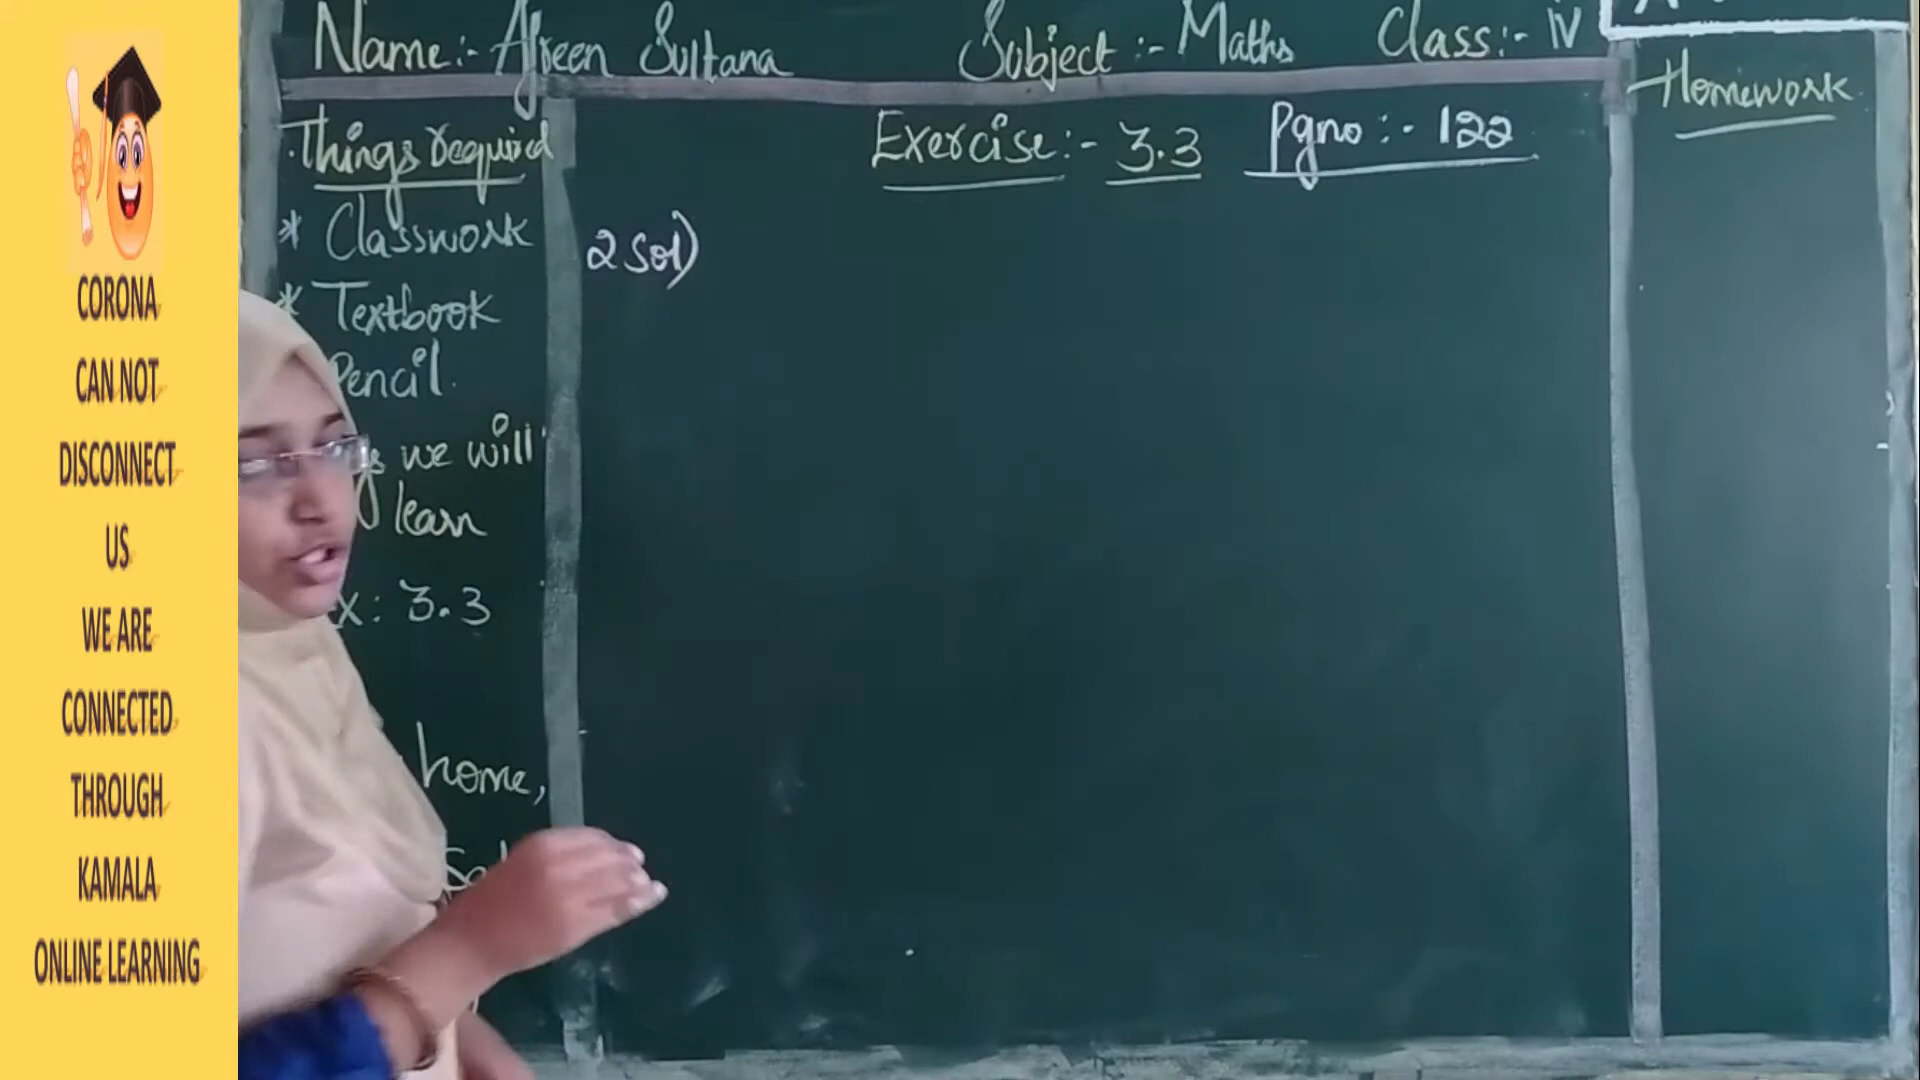 CORONA
CAN NOT
DISCONNECT
US
WE ARE
CONNECTED
THROUGH
KAMALA
ONLINE LEARNING
Name:- Afreen Sultana Subject:- Maths Class:- IV
Things required
* Classwork
* Textbook
Pencil.
we will
learn
x: 3.3
home,
Exercise:- 3.3 Pgno:- 122
2 Sol)
Homework